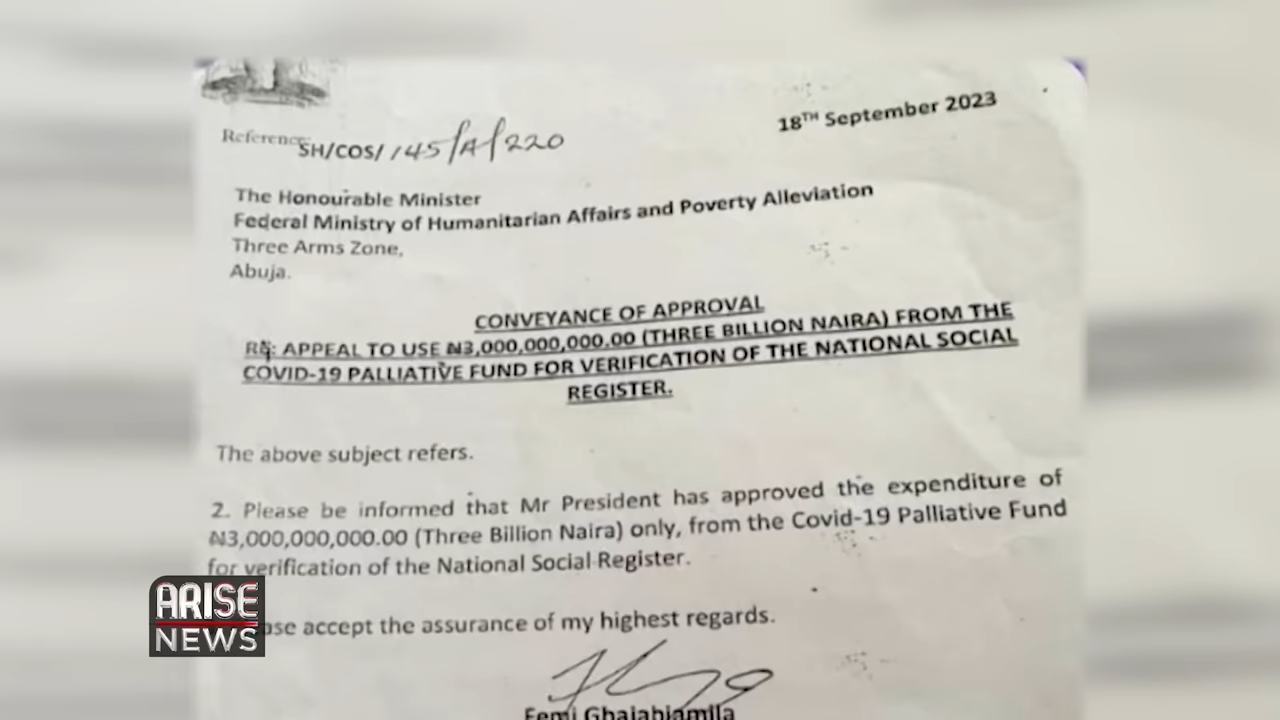 18TH September 2023
Reference:
SH/COS/ 145/A/220
The Honourable Minister
Federal Ministry of Humanitarian Affairs and Poverty Alleviation
Three Arms Zone,
Abuja.
CONVEYANCE OF APPROVAL
RE: APPEAL TO USE ₦3,000,000,000.00 (THREE BILLION NAIRA) FROM THE
COVID-19 PALLIATIVE FUND FOR VERIFICATION OF THE NATIONAL SOCIAL
REGISTER.
The above subject refers.
2. Please be informed that Mr President has approved the expenditure of
₦3,000,000,000.00 (Three Billion Naira) only, from the Covid-19 Palliative Fund
for verification of the National Social Register.
accept the assurance of my highest regards.
Femi Gbajabiamila
ARISE
NEWS